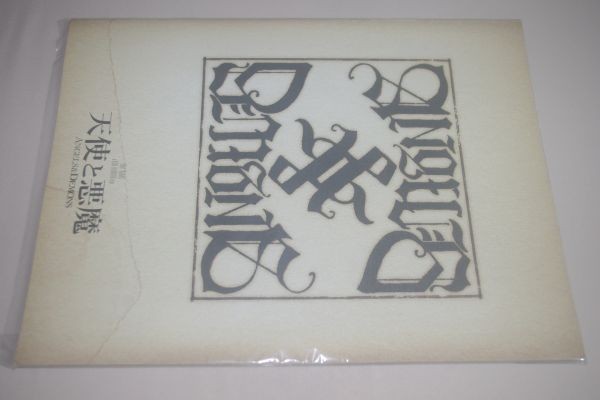 Angels
&
Demons
天使と悪魔
ANGELS & DEMONS